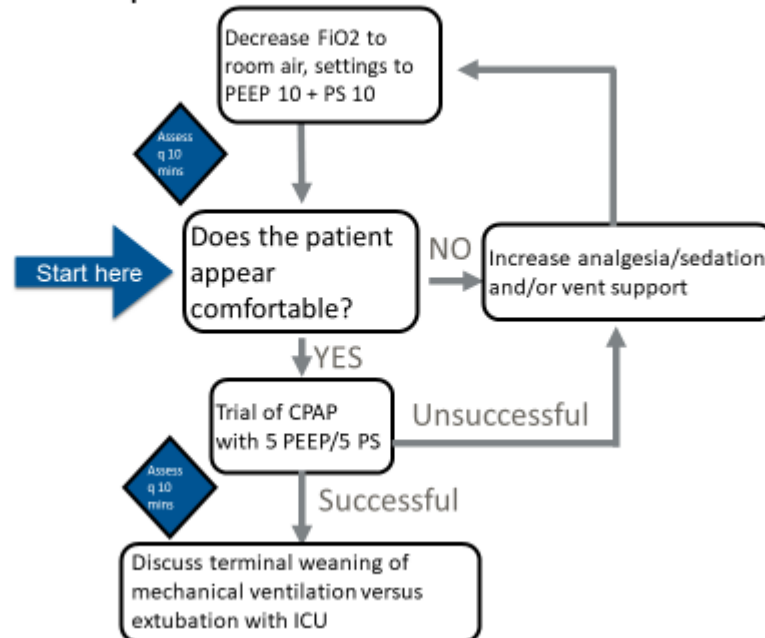 Decrease FiO2 to
room air, settings to
PEEP 10 + PS 10
Assess
q 10
mins
Start here
Does the patient
appear
comfortable?
NO
Increase analgesia/sedation
and/or vent support
YES
Trial of CPAP
with 5 PEEP/5 PS
Unsuccessful
Assess
q 10
mins
Successful
Discuss terminal weaning of
mechanical ventilation versus
extubation with ICU